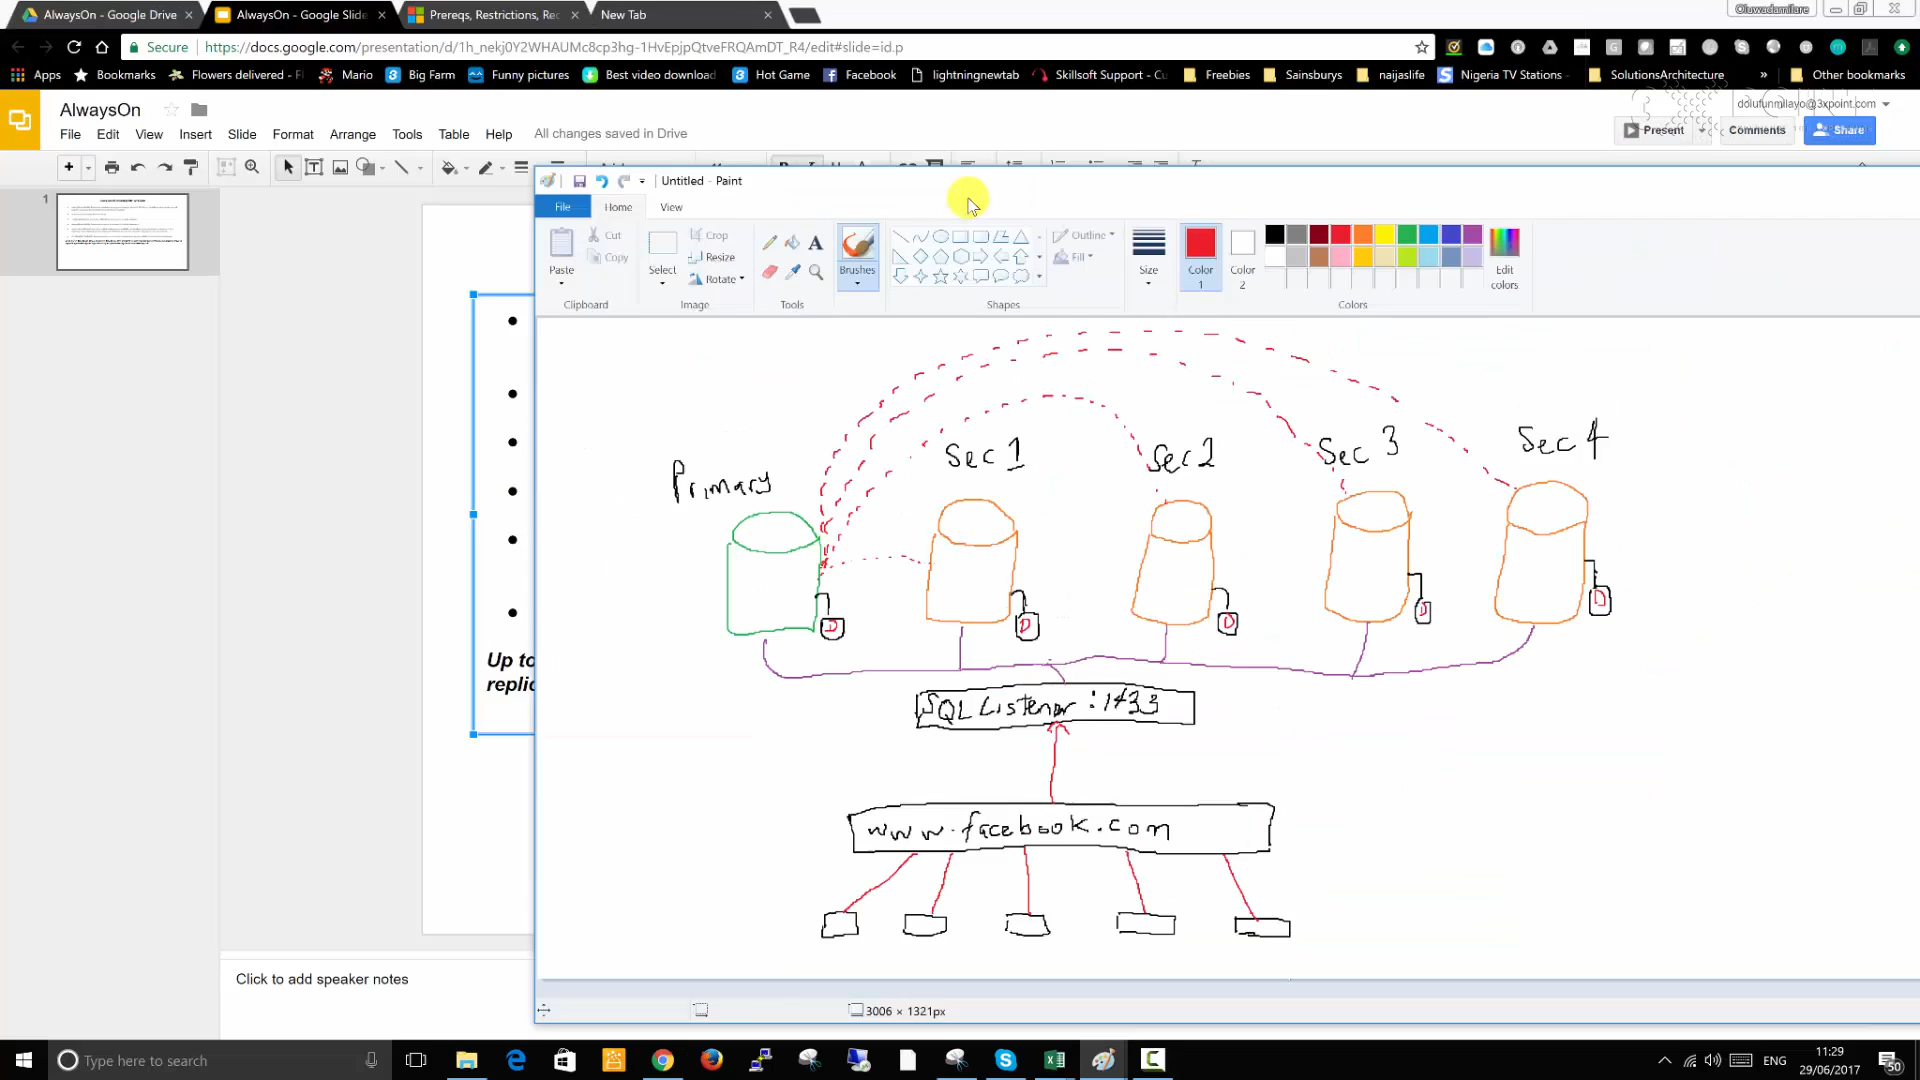 AlwaysOn - Google Drive
AlwaysOn - Google Slide
Prereqs, Restrictions, Rec
New Tab
Oluwadamilare
Secure
https://docs.google.com/presentation/d/1h_nekj0Y2WHAUMc8cp3hg-1HvEpjpQtveFRQAmDT_R4/edit#slide=id.p
Apps
Bookmarks
Flowers delivered - F
Mario
Big Farm
Funny pictures
Best video download
Hot Game
Facebook
lightningnewtab
Skillsoft Support - Cu
Freebies
Sainsburys
naijaslife
Nigeria TV Stations -
SolutionsArchitecture
»
Other bookmarks
AlwaysOn
dolufunmilayo@3xpoint.com
File Edit View Insert Slide Format Arrange Tools Table Help
All changes saved in Drive
Present
Comments
Share
1
Untitled - Paint
File
Home
View
Paste
Cut
Copy
Select
Crop
Resize
Rotate
Brushes
Outline
Fill
Size
Color 1
Color 2
Edit colors
Clipboard
Image
Tools
Shapes
Colors
Primary
Sec 1
Sec 2
Sec 3
Sec 4
D
D
D
D
D
SQL Listener :1433
www.facebook.com
Up to
replic
Click to add speaker notes
3006 × 1321px
Type here to search
ENG
11:29
29/06/2017
50